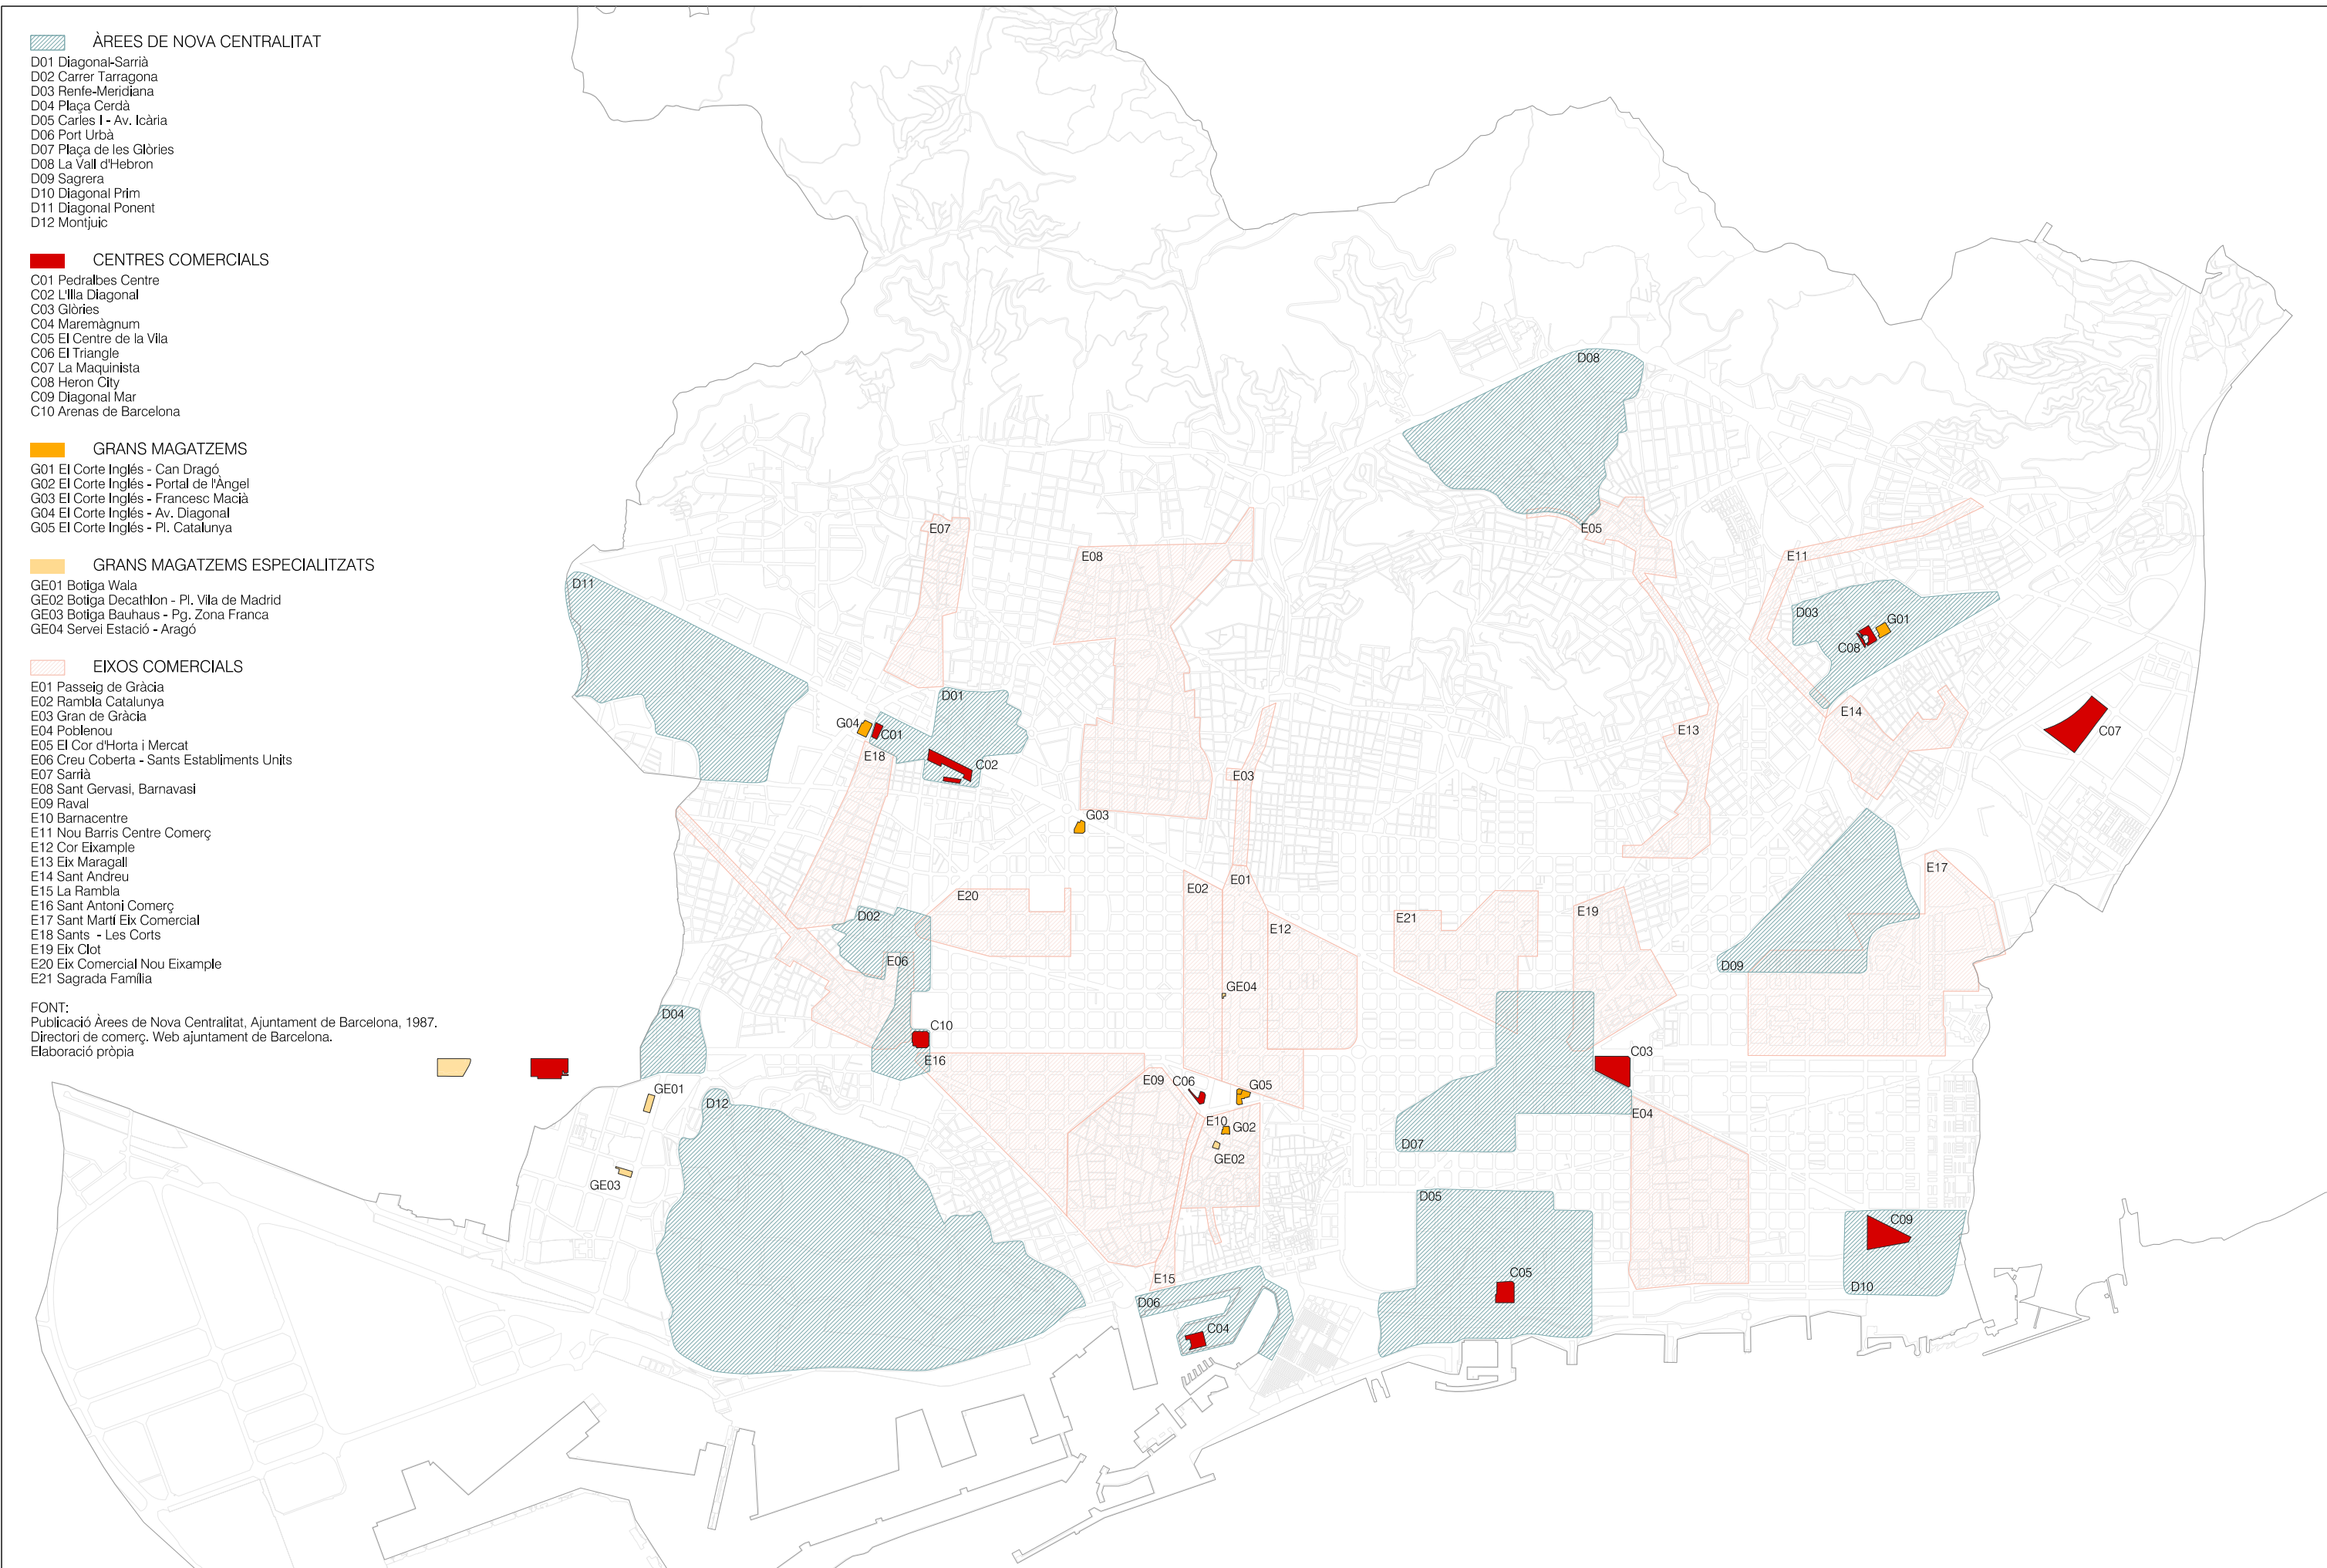 ÀREES DE NOVA CENTRALITAT
D01 Diagonal-Sarrià
D02 Carrer Tarragona
D03 Renfe-Meridiana
D04 Plaça Cerdà
D05 Carles I - Av. Icària
D06 Port Urbà
D07 Plaça de les Glòries
D08 La Vall d'Hebron
D09 Sagrera
D10 Diagonal Prim
D11 Diagonal Ponent
D12 Montjuic
CENTRES COMERCIALS
C01 Pedralbes Centre
C02 L'Illa Diagonal
C03 Glòries
C04 Maremàgnum
C05 El Centre de la Vila
C06 El Triangle
C07 La Maquinista
C08 Heron City
C09 Diagonal Mar
C10 Arenas de Barcelona
GRANS MAGATZEMS
G01 El Corte Inglés - Can Dragó
G02 El Corte Inglés - Portal de l'Àngel
G03 El Corte Inglés - Francesc Macià
G04 El Corte Inglés - Av. Diagonal
G05 El Corte Inglés - Pl. Catalunya
GRANS MAGATZEMS ESPECIALITZATS
GE01 Botiga Wala
GE02 Botiga Decathlon - Pl. Vila de Madrid
GE03 Botiga Bauhaus - Pg. Zona Franca
GE04 Servei Estació - Aragó
EIXOS COMERCIALS
E01 Passeig de Gràcia
E02 Rambla Catalunya
E03 Gran de Gràcia
E04 Poblenou
E05 El Cor d'Horta i Mercat
E06 Creu Coberta - Sants Establiments Units
E07 Sarrià
E08 Sant Gervasi, Barnavasi
E09 Raval
E10 Barnacentre
E11 Nou Barris Centre Comerç
E12 Cor Eixample
E13 Eix Maragall
E14 Sant Andreu
E15 La Rambla
E16 Sant Antoni Comerç
E17 Sant Martí Eix Comercial
E18 Sants - Les Corts
E19 Eix Clot
E20 Eix Comercial Nou Eixample
E21 Sagrada Família
FONT:
Publicació Àrees de Nova Centralitat, Ajuntament de Barcelona, 1987.
Directori de comerç. Web ajuntament de Barcelona.
Elaboració pròpia
D08
E07
E05
E08
E11
D11
D03
G01
C08
D01
E14
G04
C01
E13
C07
E18
C02
E03
G03
E17
E01
E02
E20
D02
E21
E19
E12
E06
D09
GE04
D04
C10
C03
E16
E09
C06
G05
GE01
D12
E04
E10
G02
D07
GE02
GE03
D05
C09
C05
E15
D10
D06
C04